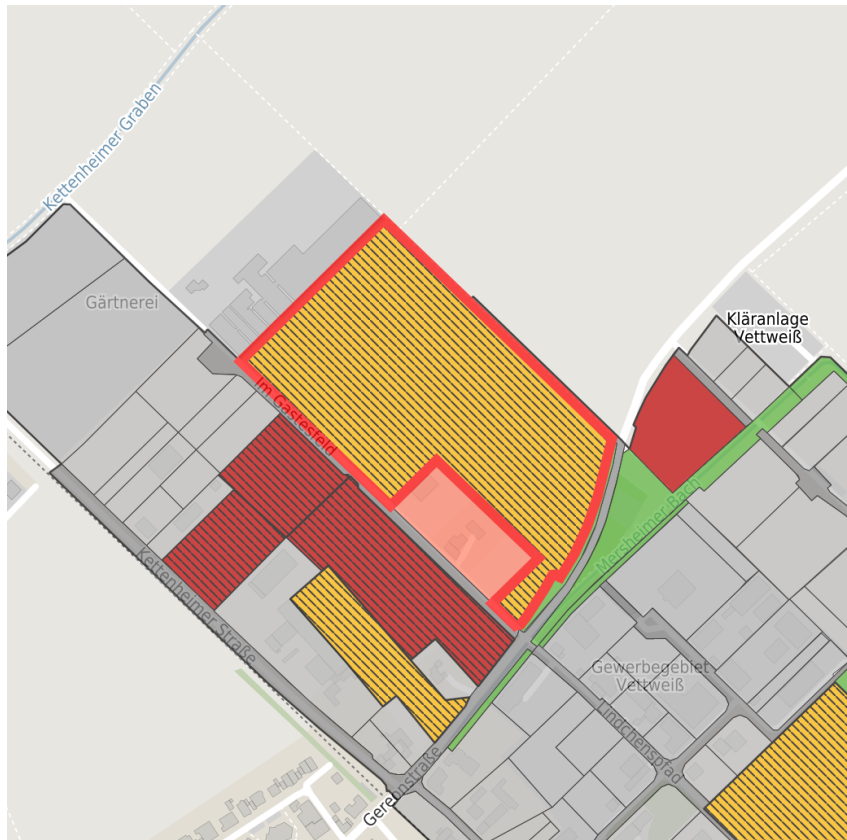 Kettenheimer Graben
Gärtnerei
Kläranlage
Vettweiß
Im Gastesfeld
Mersheimer Bach
Kettenheimer Straße
Gewerbegebiet
Vettweiß
Lindchenspfad
Gereonstraße